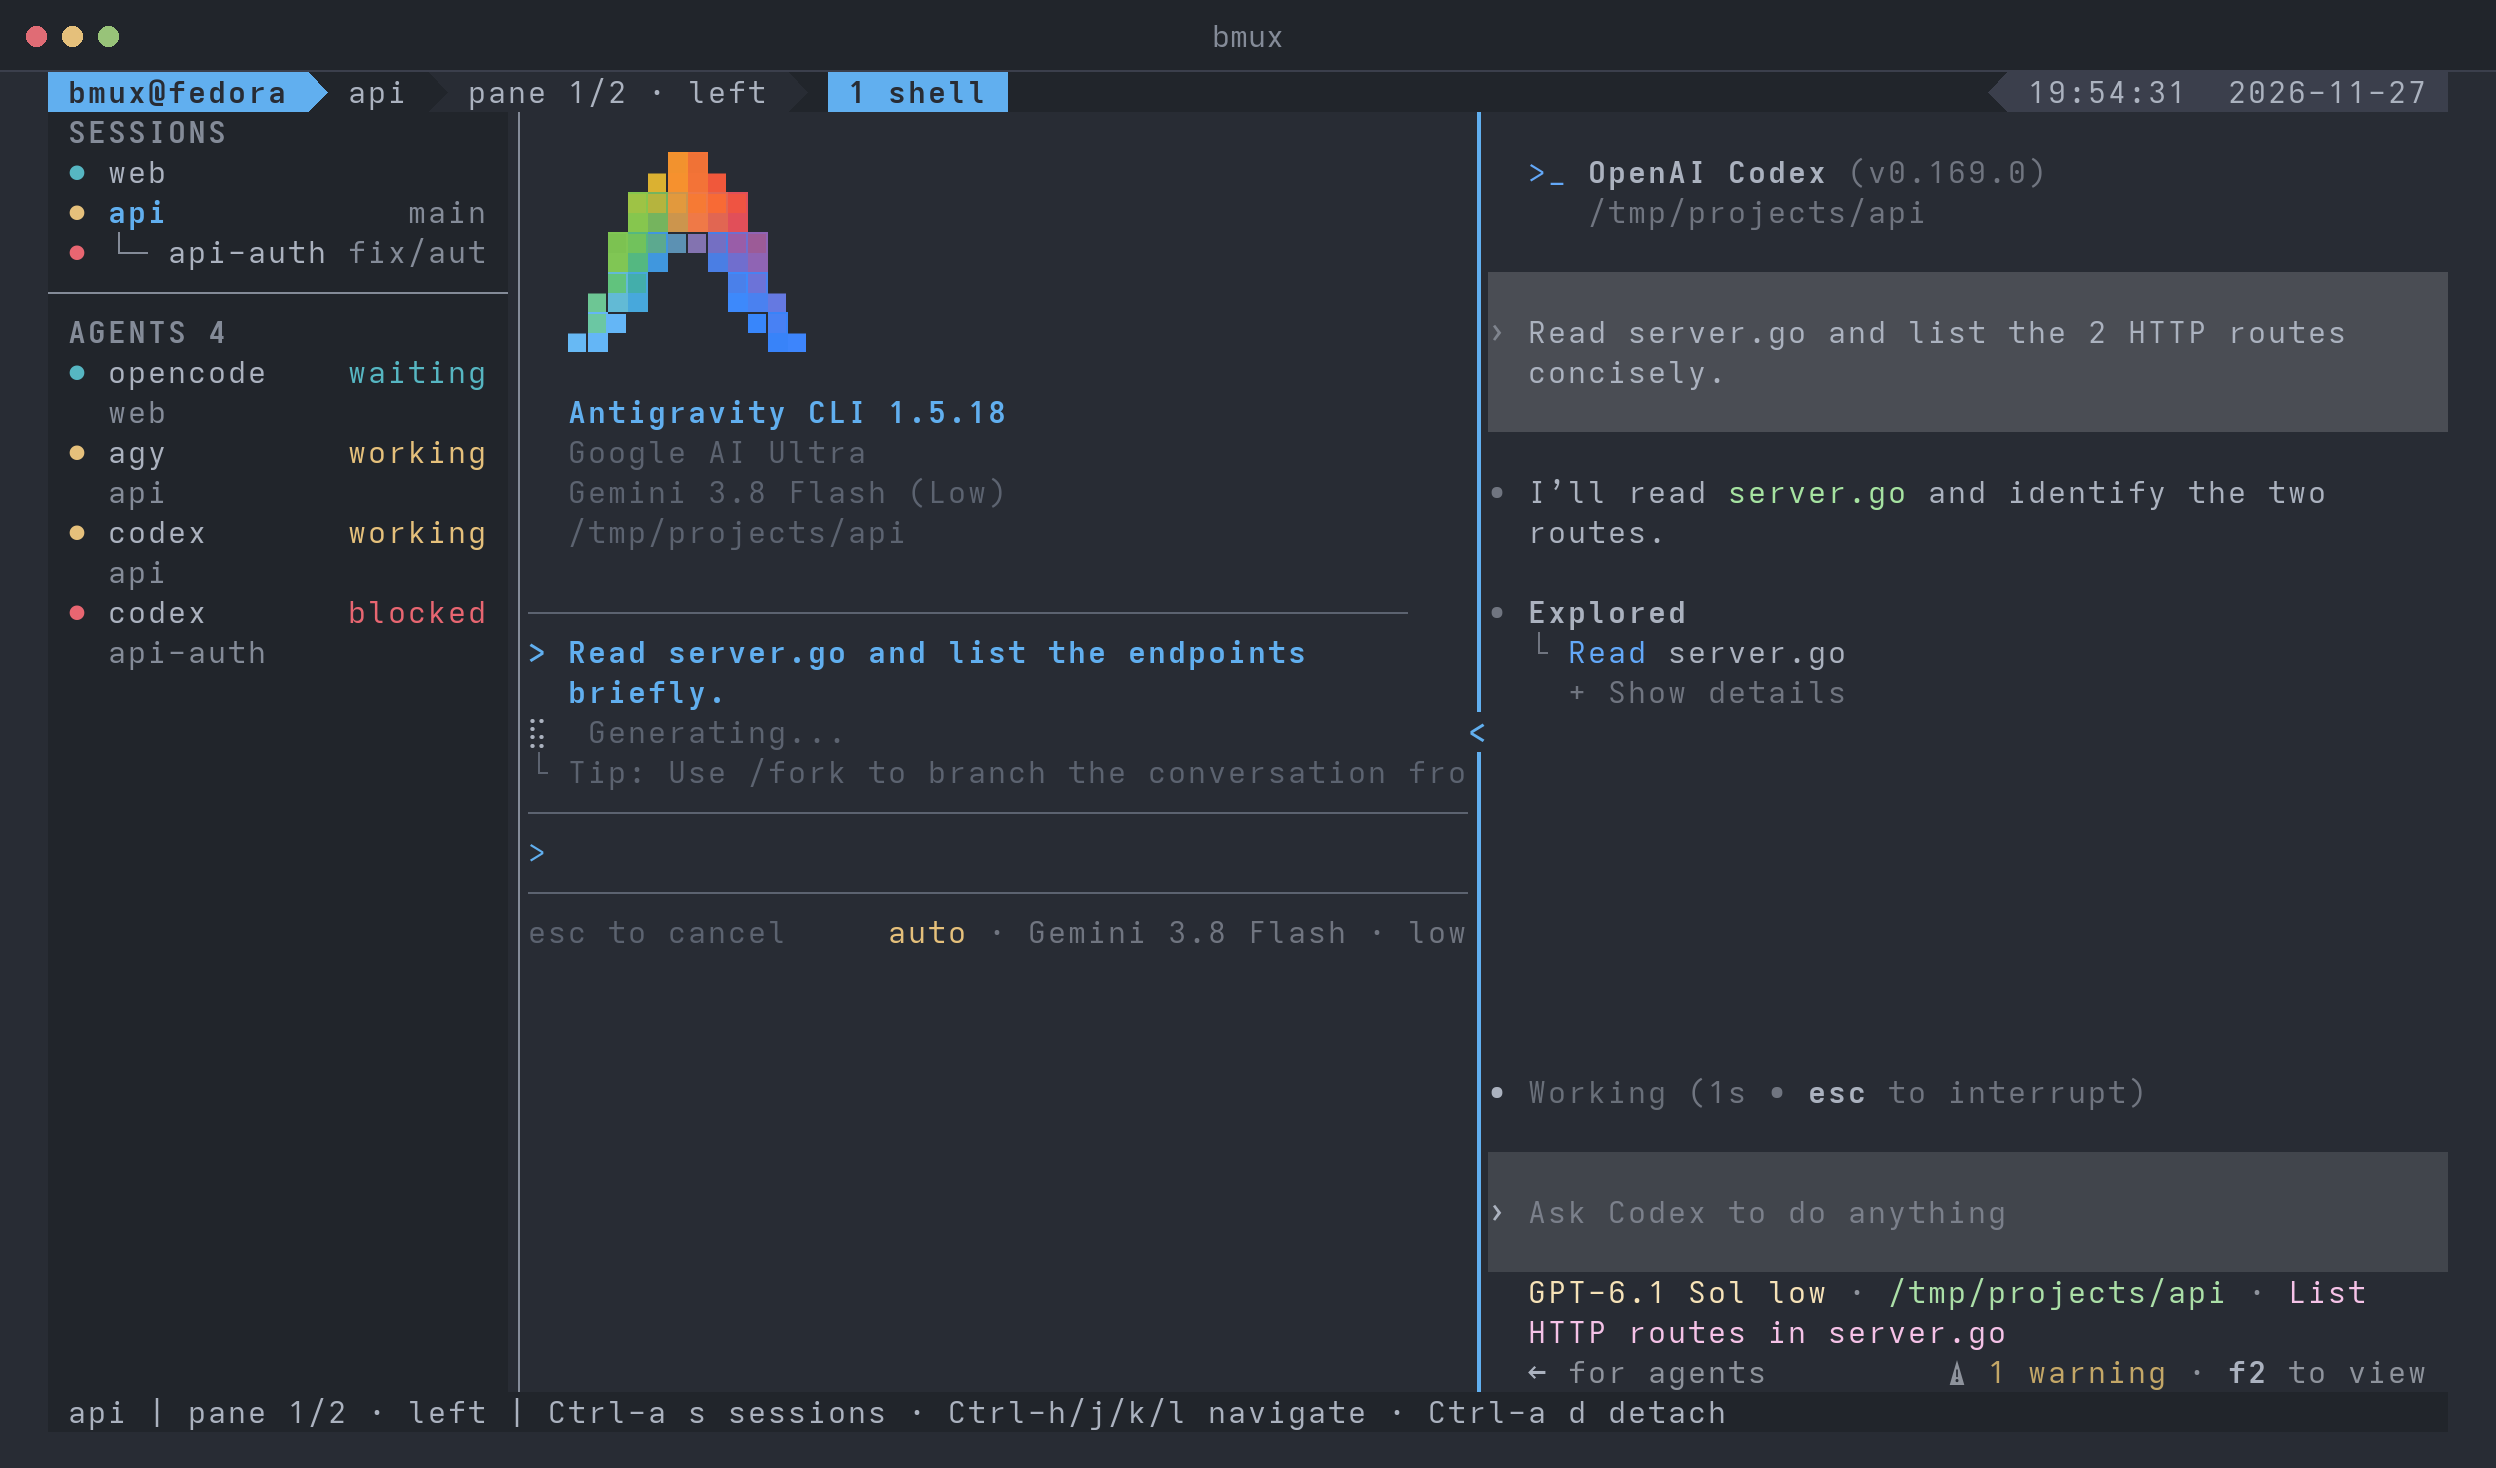 bmux
bmux@fedora api pane 1/2 · left 1 shell 19:54:31 2026-11-27
SESSIONS
● web
● api main
● └─ api-auth fix/aut
AGENTS 4
● opencode waiting
web
● agy working
api
● codex working
api
● codex blocked
api-auth
Antigravity CLI 1.5.18
Google AI Ultra
Gemini 3.8 Flash (Low)
/tmp/projects/api
> Read server.go and list the endpoints
briefly.
Generating...
└ Tip: Use /fork to branch the conversation fro
>
esc to cancel auto · Gemini 3.8 Flash · low
<
>_ OpenAI Codex (v0.169.0)
/tmp/projects/api
› Read server.go and list the 2 HTTP routes
concisely.
• I’ll read server.go and identify the two
routes.
• Explored
└ Read server.go
+ Show details
• Working (1s • esc to interrupt)
› Ask Codex to do anything
GPT-6.1 Sol low · /tmp/projects/api · List
HTTP routes in server.go
← for agents ⚠ 1 warning · f2 to view
api | pane 1/2 · left | Ctrl-a s sessions · Ctrl-h/j/k/l navigate · Ctrl-a d detach